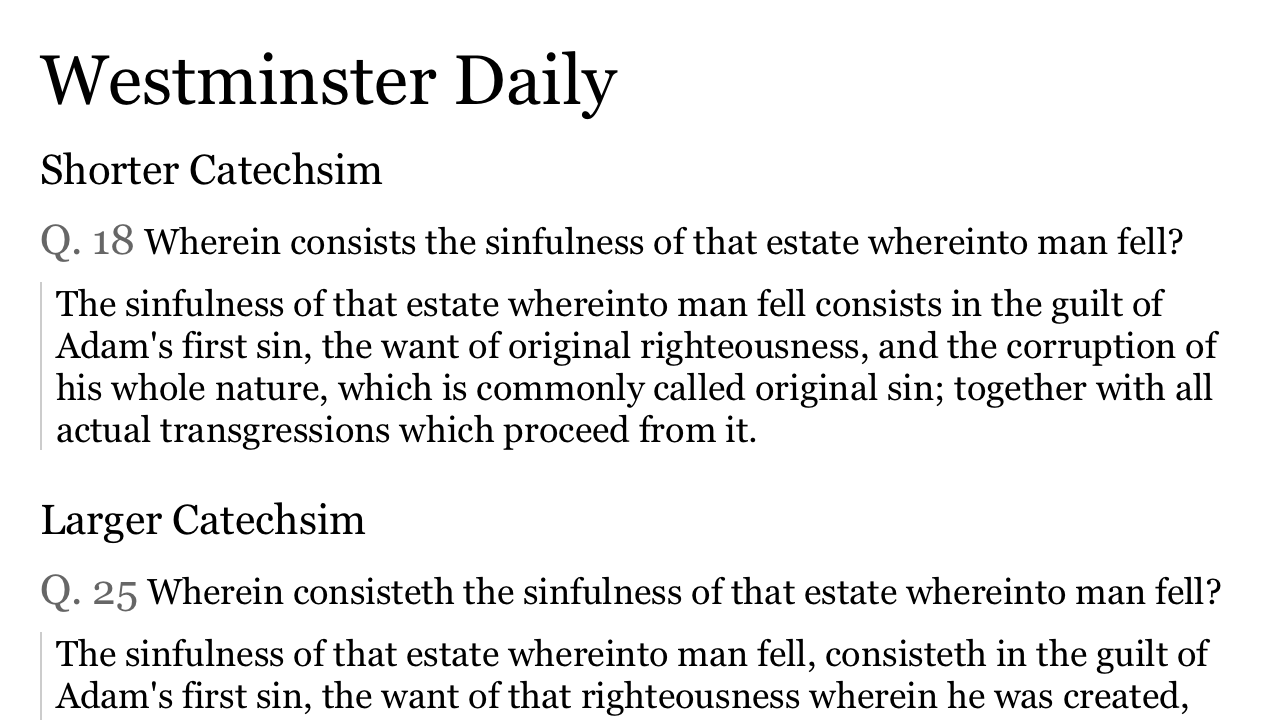 Westminster Daily
Shorter Catechsim
Q. 18 Wherein consists the sinfulness of that estate whereinto man fell?
The sinfulness of that estate whereinto man fell consists in the guilt of
Adam's first sin, the want of original righteousness, and the corruption of
his whole nature, which is commonly called original sin; together with all
actual transgressions which proceed from it.
Larger Catechsim
Q. 25 Wherein consisteth the sinfulness of that estate whereinto man fell?
The sinfulness of that estate whereinto man fell, consisteth in the guilt of
Adam's first sin, the want of that righteousness wherein he was created,